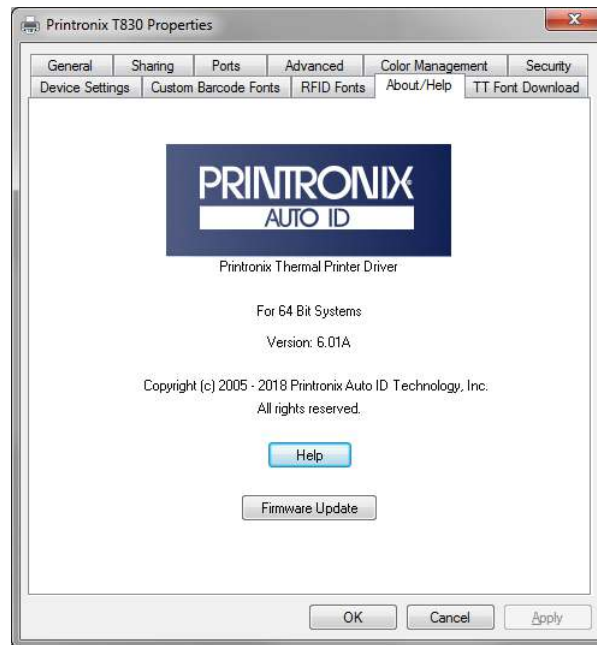 Printronix T830 Properties
General Sharing Ports Advanced Color Management Security
Device Settings Custom Barcode Fonts RFID Fonts About/Help TT Font Download
PRINTRONIX
AUTO ID
Printronix Thermal Printer Driver
For 64 Bit Systems
Version: 6.01A
Copyright (c) 2005 - 2018 Printronix Auto ID Technology, Inc.
All rights reserved.
Help
Firmware Update
OK Cancel Apply